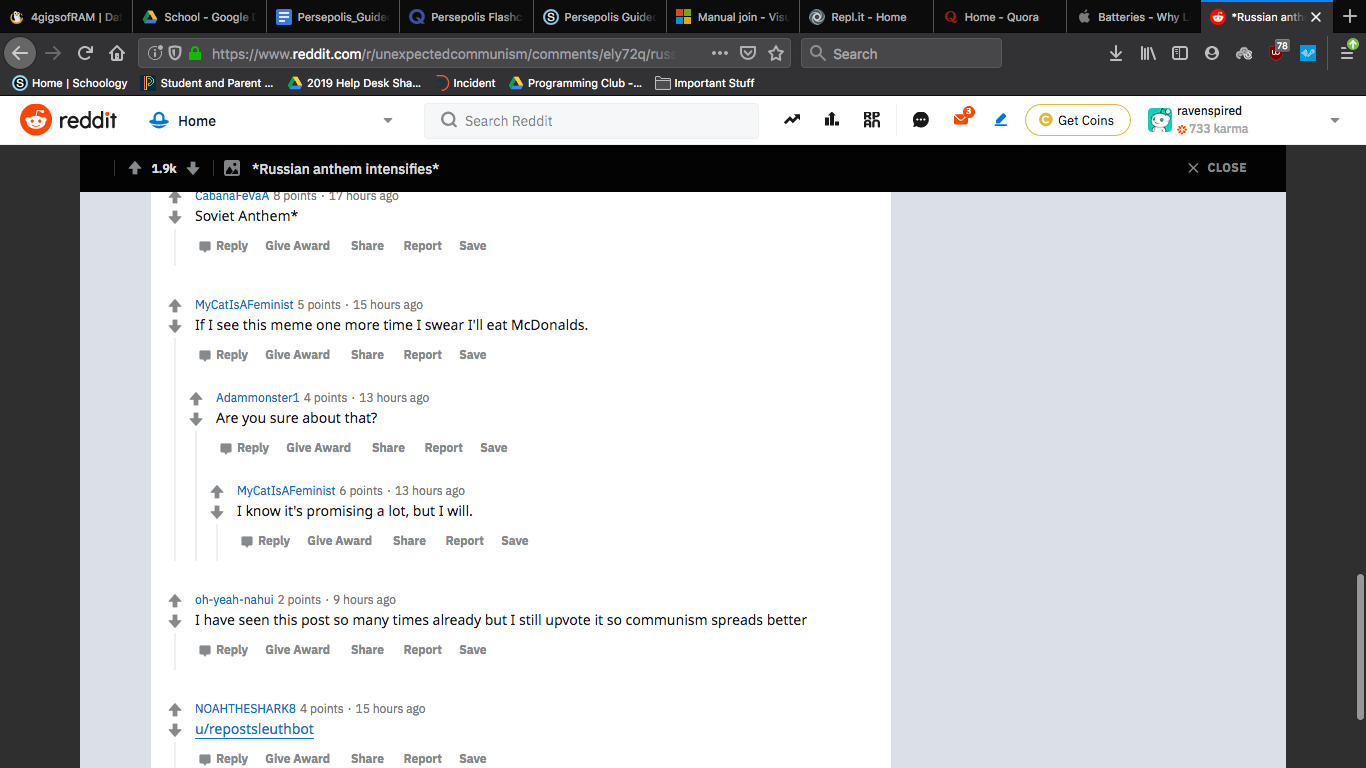 4gigsofRAM | Da
School - Google D
Persepolis_Guide
Persepolis Flashc
Persepolis Guided
Manual join - Visu
Repl.it - Home
Home - Quora
Batteries - Why L
*Russian anth
https://www.reddit.com/r/unexpectedcommunism/comments/ely72q/rus
Search
78
Home | Schoology
Student and Parent ...
2019 Help Desk Sha...
Incident
Programming Club -...
Important Stuff
reddit
Home
Search Reddit
3
Get Coins
ravenspired
733 karma
1.9k
*Russian anthem intensifies*
CLOSE
CabanaFeVaA 8 points · 17 hours ago
Soviet Anthem*
Reply Give Award Share Report Save
MyCatIsAFeminist 5 points · 15 hours ago
If I see this meme one more time I swear I'll eat McDonalds.
Reply Give Award Share Report Save
Adammonster1 4 points · 13 hours ago
Are you sure about that?
Reply Give Award Share Report Save
MyCatIsAFeminist 6 points · 13 hours ago
I know it's promising a lot, but I will.
Reply Give Award Share Report Save
oh-yeah-nahui 2 points · 9 hours ago
I have seen this post so many times already but I still upvote it so communism spreads better
Reply Give Award Share Report Save
NOAHTHESHARK8 4 points · 15 hours ago
u/repostsleuthbot
Reply Give Award Share Report Save